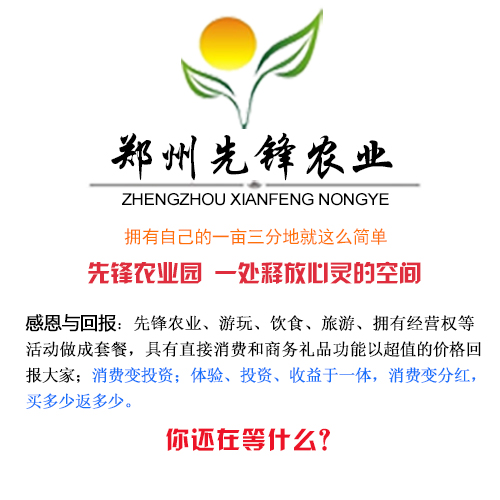 郑州先锋农业
ZHENGZHOU XIANFENG NONGYE
拥有自己的一亩三分地就这么简单
先锋农业园 一处释放心灵的空间
感恩与回报：先锋农业、游玩、饮食、旅游、拥有经营权等
活动做成套餐，具有直接消费和商务礼品功能以超值的价格回
报大家；消费变投资；体验、投资、收益于一体，消费变分红，
买多少返多少。
你还在等什么？